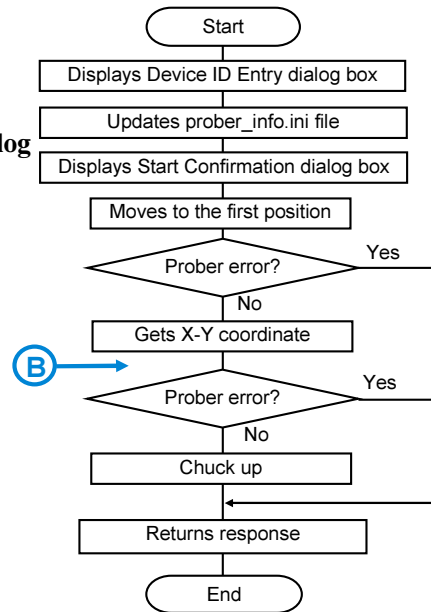 Start
Displays Device ID Entry dialog box
Updates prober_info.ini file
log
Displays Start Confirmation dialog box
Moves to the first position
Prober error?
Yes
No
Gets X-Y coordinate
B
Prober error?
Yes
No
Chuck up
Returns response
End